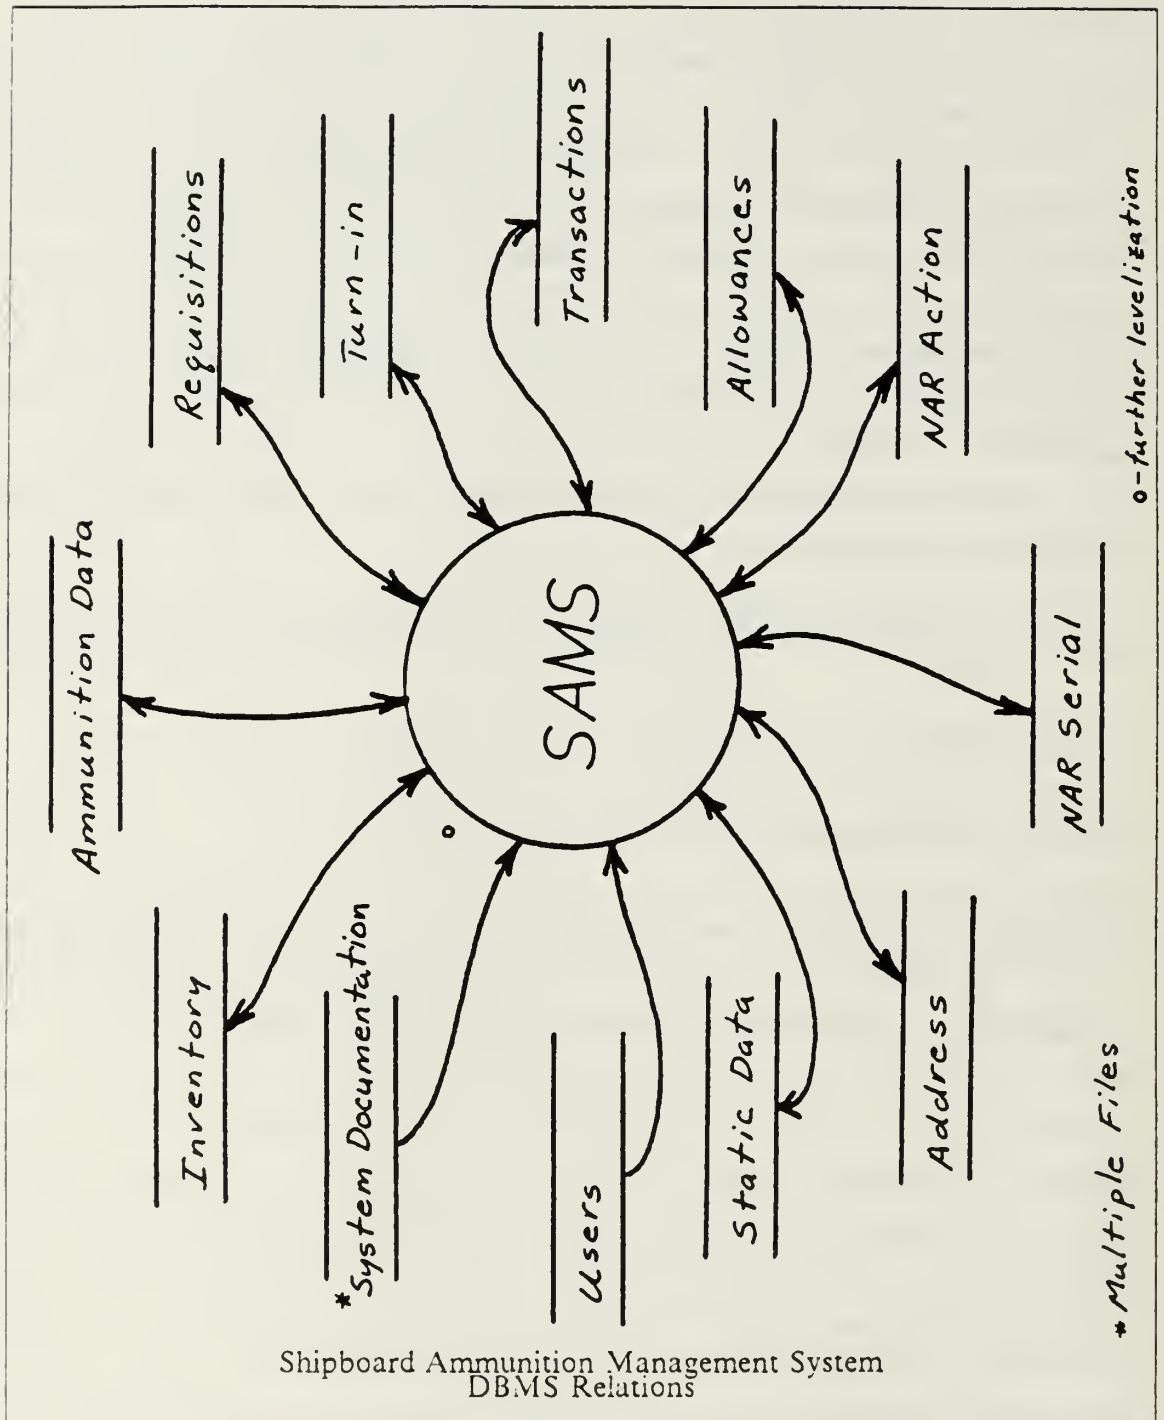 Ammunition Data
Inventory
Requisitions
*System Documentation
Turn-in
Users
SAMS
Transactions
Static Data
Allowances
Address
NAR Action
NAR Serial
* Multiple Files
o-further levelization
Shipboard Ammunition Management System
DBMS Relations